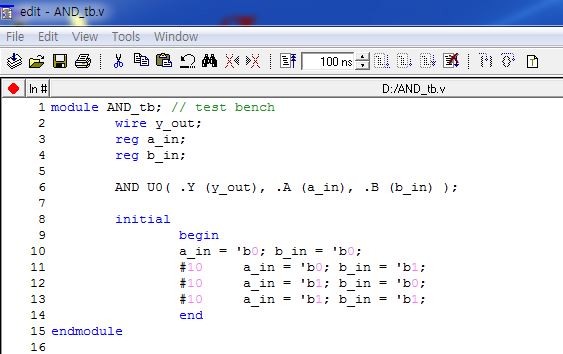 edit - AND_tb.v
File Edit View Tools Window
100 ns
In # D:/AND_tb.v
1 module AND_tb; // test bench
2 wire y_out;
3 reg a_in;
4 reg b_in;
5
6 AND U0( .Y (y_out), .A (a_in), .B (b_in) );
7
8 initial
9 begin
10 a_in = 'b0; b_in = 'b0;
11 #10 a_in = 'b0; b_in = 'b1;
12 #10 a_in = 'b1; b_in = 'b0;
13 #10 a_in = 'b1; b_in = 'b1;
14 end
15 endmodule
16